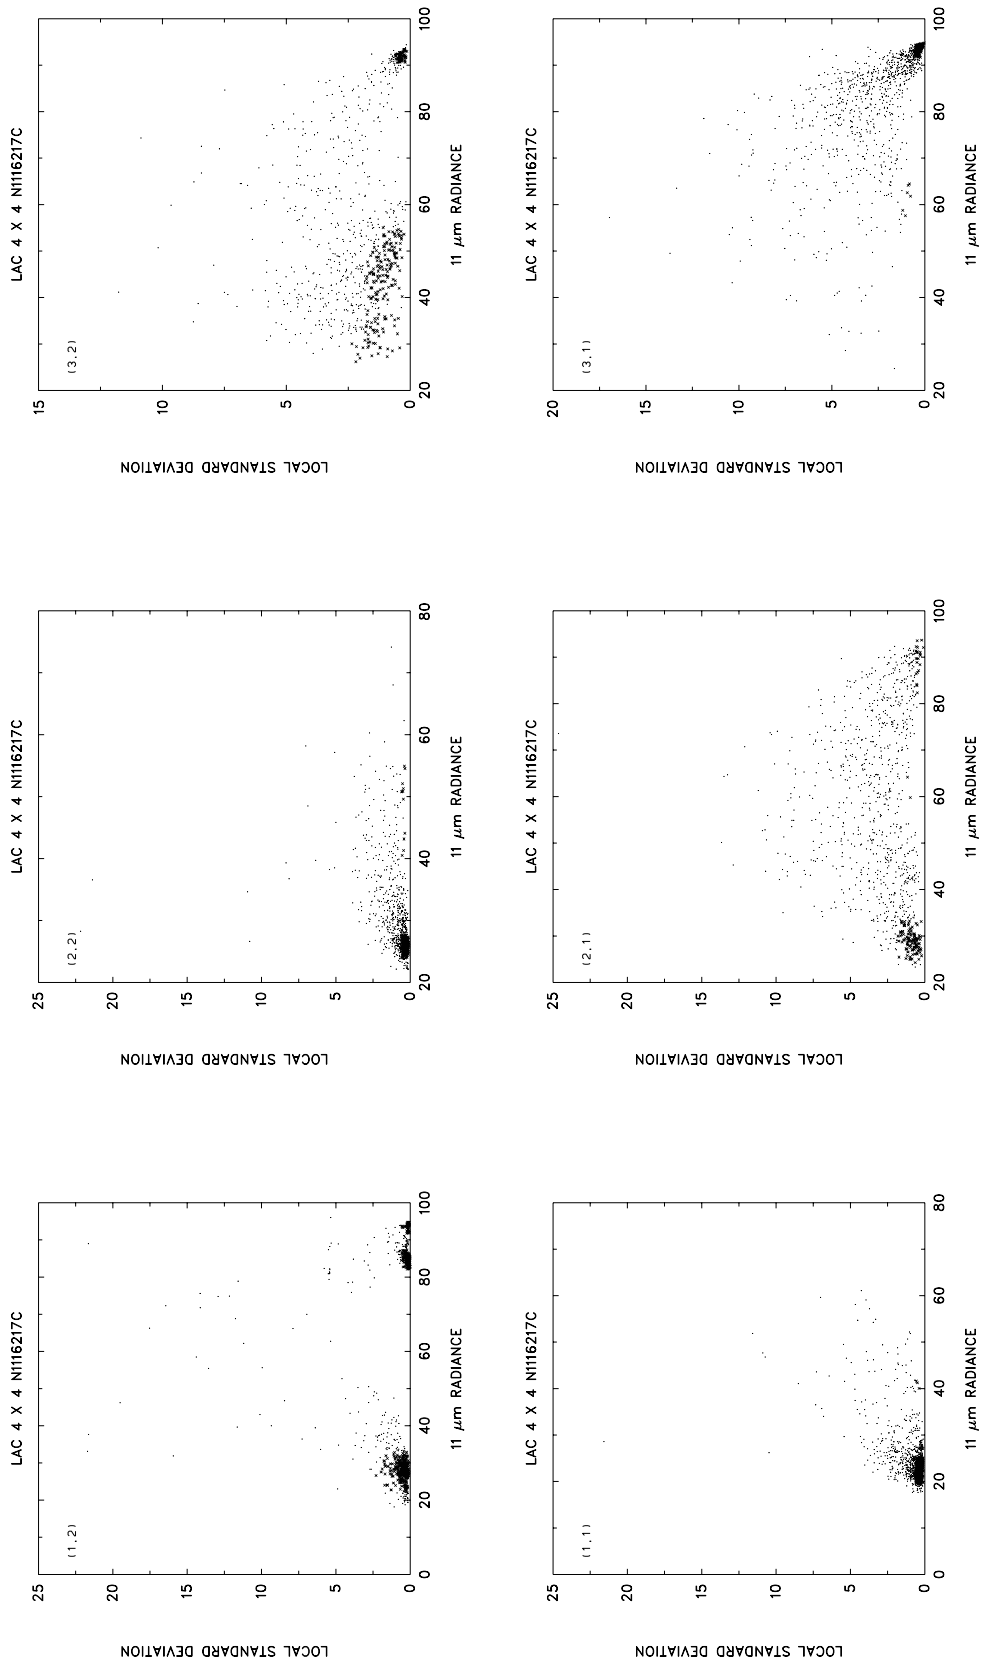 LAC 4 X 4 N1116217C
(1,2)
LOCAL STANDARD DEVIATION
25
20
15
10
5
0
0 20 40 60 80 100
11 μm RADIANCE
LAC 4 X 4 N1116217C
(2,2)
LOCAL STANDARD DEVIATION
25
20
15
10
5
0
20 40 60 80
11 μm RADIANCE
LAC 4 X 4 N1116217C
(3,2)
LOCAL STANDARD DEVIATION
15
10
5
0
20 40 60 80 100
11 μm RADIANCE
LAC 4 X 4 N1116217C
(1,1)
LOCAL STANDARD DEVIATION
25
20
15
10
5
0
0 20 40 60 80
11 μm RADIANCE
LAC 4 X 4 N1116217C
(2,1)
LOCAL STANDARD DEVIATION
25
20
15
10
5
0
20 40 60 80 100
11 μm RADIANCE
LAC 4 X 4 N1116217C
(3,1)
LOCAL STANDARD DEVIATION
20
15
10
5
0
20 40 60 80 100
11 μm RADIANCE